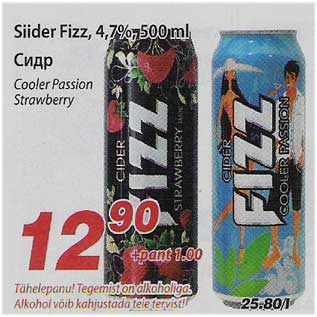 Siider Fizz, 4,7%, 500 ml
Сидр
Cooler Passion
Strawberry
CIDER
FIZZ
STRAWBERRY
CIDER
FIZZ
COOLER PASSION
12 90
+pant 1.00
Tähelepanu! Tegemist on alkoholiga.
Alkohol võib kahjustada teie tervist!
25.80/l